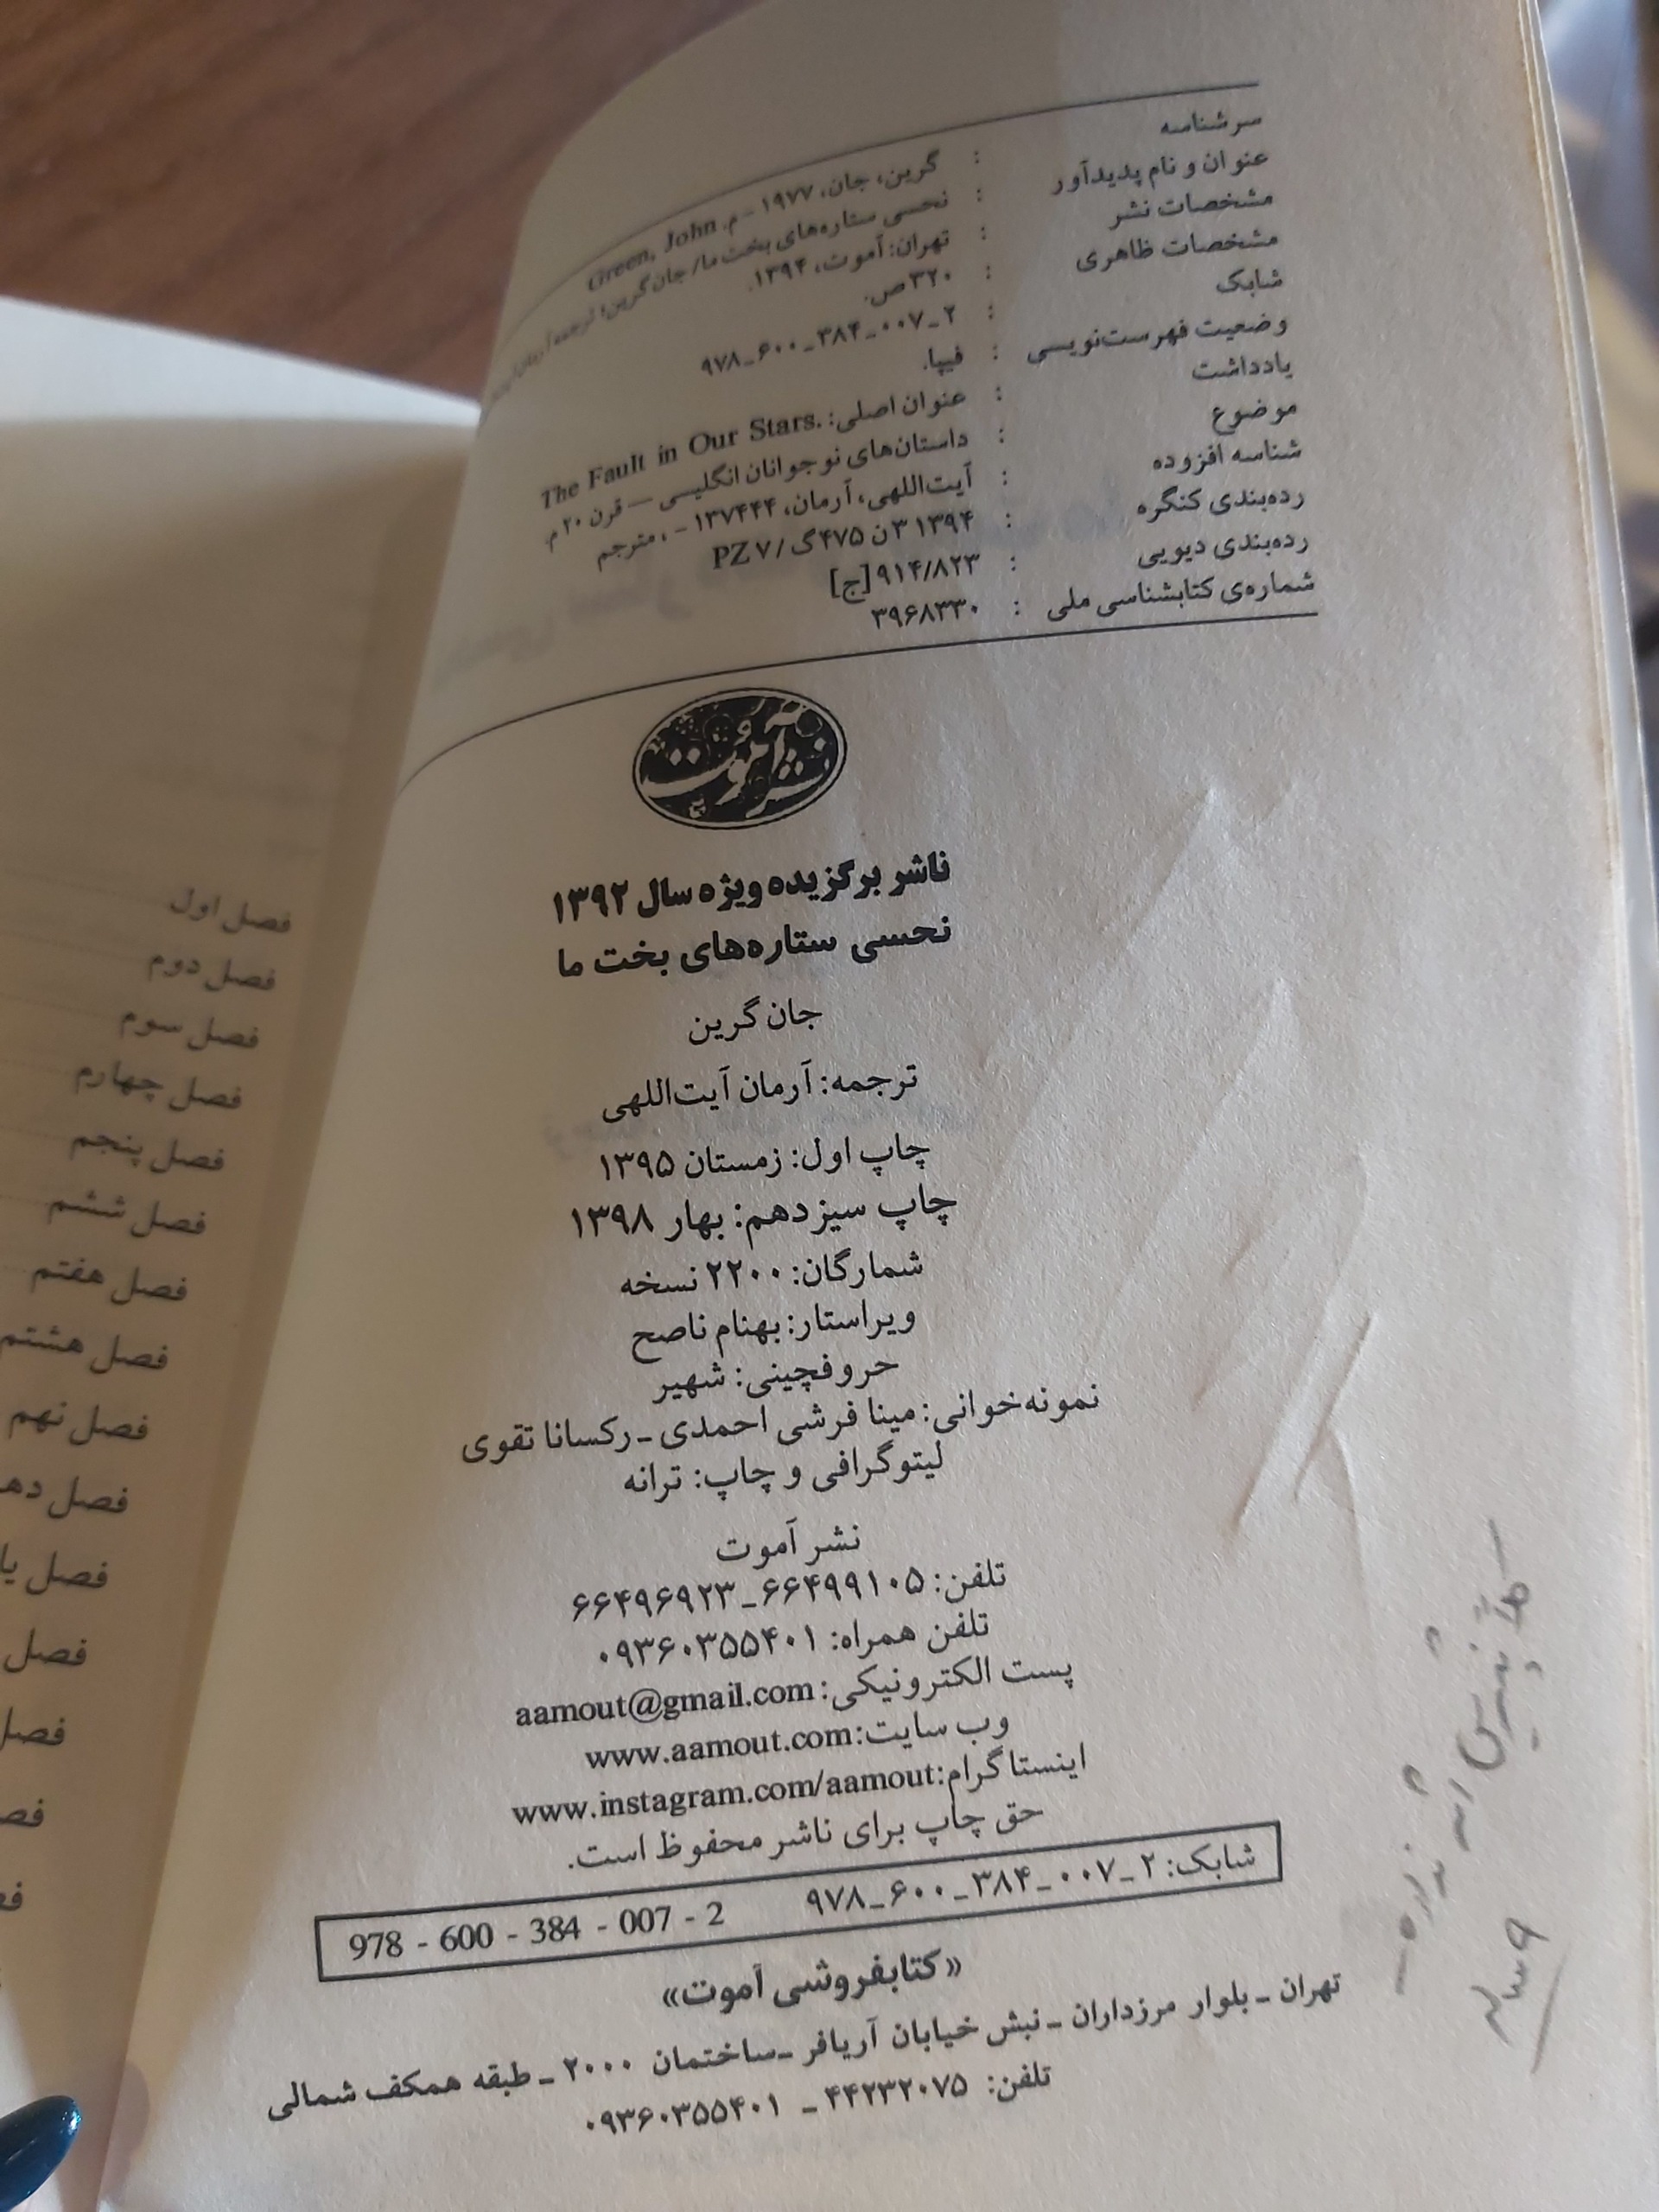 سرشناسه : گرین، جان، ۱۹۷۷ - م. Green, John
عنوان و نام پدیدآور : نحسی ستاره‌های بخت ما/ جان گرین؛ ترجمه
مشخصات نشر : تهران: آموت، ۱۳۹۴.
مشخصات ظاهری : ۳۲۰ ص.
شابک : ۲_۰۰۷_۳۸۴_۶۰۰_۹۷۸
وضعیت فهرست‌نویسی : فیپا.
یادداشت : عنوان اصلی: The Fault in Our Stars.
موضوع : داستان‌های نوجوانان انگلیسی — قرن ۲۰ م.
شناسه افزوده : آیت‌اللهی، آرمان، ۱۳۷۴۴۴ - ، مترجم
رده‌بندی کنگره : ۱۳۹۴ ۳ن ۴۷۵گ/ PZ ۷
رده‌بندی دیویی : ۹۱۴/۸۲۳[ج]
شماره‌ی کتابشناسی ملی : ۳۹۶۸۳۳۰
نشر آموت
ناشر برگزیده ویژه سال ۱۳۹۲
نحسی ستاره‌های بخت ما
جان گرین
ترجمه: آرمان آیت‌اللهی
چاپ اول: زمستان ۱۳۹۵
چاپ سیزدهم: بهار ۱۳۹۸
شمارگان: ۲۲۰۰ نسخه
ویراستار: بهنام ناصح
حروفچینی: شهیر
نمونه‌خوانی: مینا فرشی احمدی ـ رکسانا تقوی
لیتوگرافی و چاپ: ترانه
نشر آموت
تلفن: ۶۶۴۹۹۱۰۵_۶۶۴۹۶۹۲۳
تلفن همراه: ۰۹۳۶۰۳۵۵۴۰۱
پست الکترونیکی: aamout@gmail.com
وب سایت: www.aamout.com
اینستاگرام: www.instagram.com/aamout
حق چاپ برای ناشر محفوظ است.
شابک: ۲_۰۰۷_۳۸۴_۶۰۰_۹۷۸ 978 - 600 - 384 - 007 - 2
«کتابفروشی آموت»
تهران ـ بلوار مرزداران ـ نبش خیابان آریافر ـ ساختمان ۲۰۰۰ ـ طبقه همکف شمالی
تلفن: ۴۴۲۳۲۰۷۵ ـ ۰۹۳۶۰۳۵۵۴۰۱
فصل اول
فصل دوم
فصل سوم
فصل چهارم
فصل پنجم
فصل ششم
فصل هفتم
فصل هشتم
فصل نهم
فصل
فصل
فصل
فصل